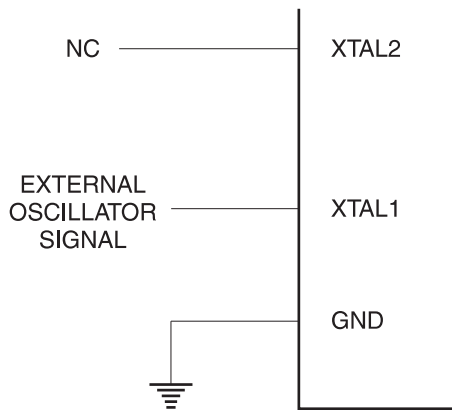 NC
XTAL2
EXTERNAL
OSCILLATOR
SIGNAL
XTAL1
GND